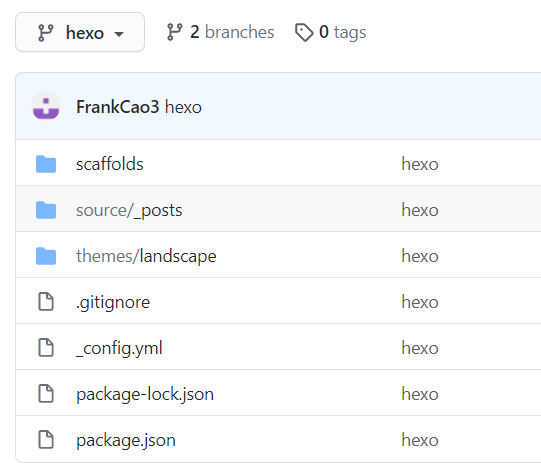 hexo 2 branches 0 tags
FrankCao3 hexo
scaffolds hexo
source/_posts hexo
themes/landscape hexo
.gitignore hexo
_config.yml hexo
package-lock.json hexo
package.json hexo